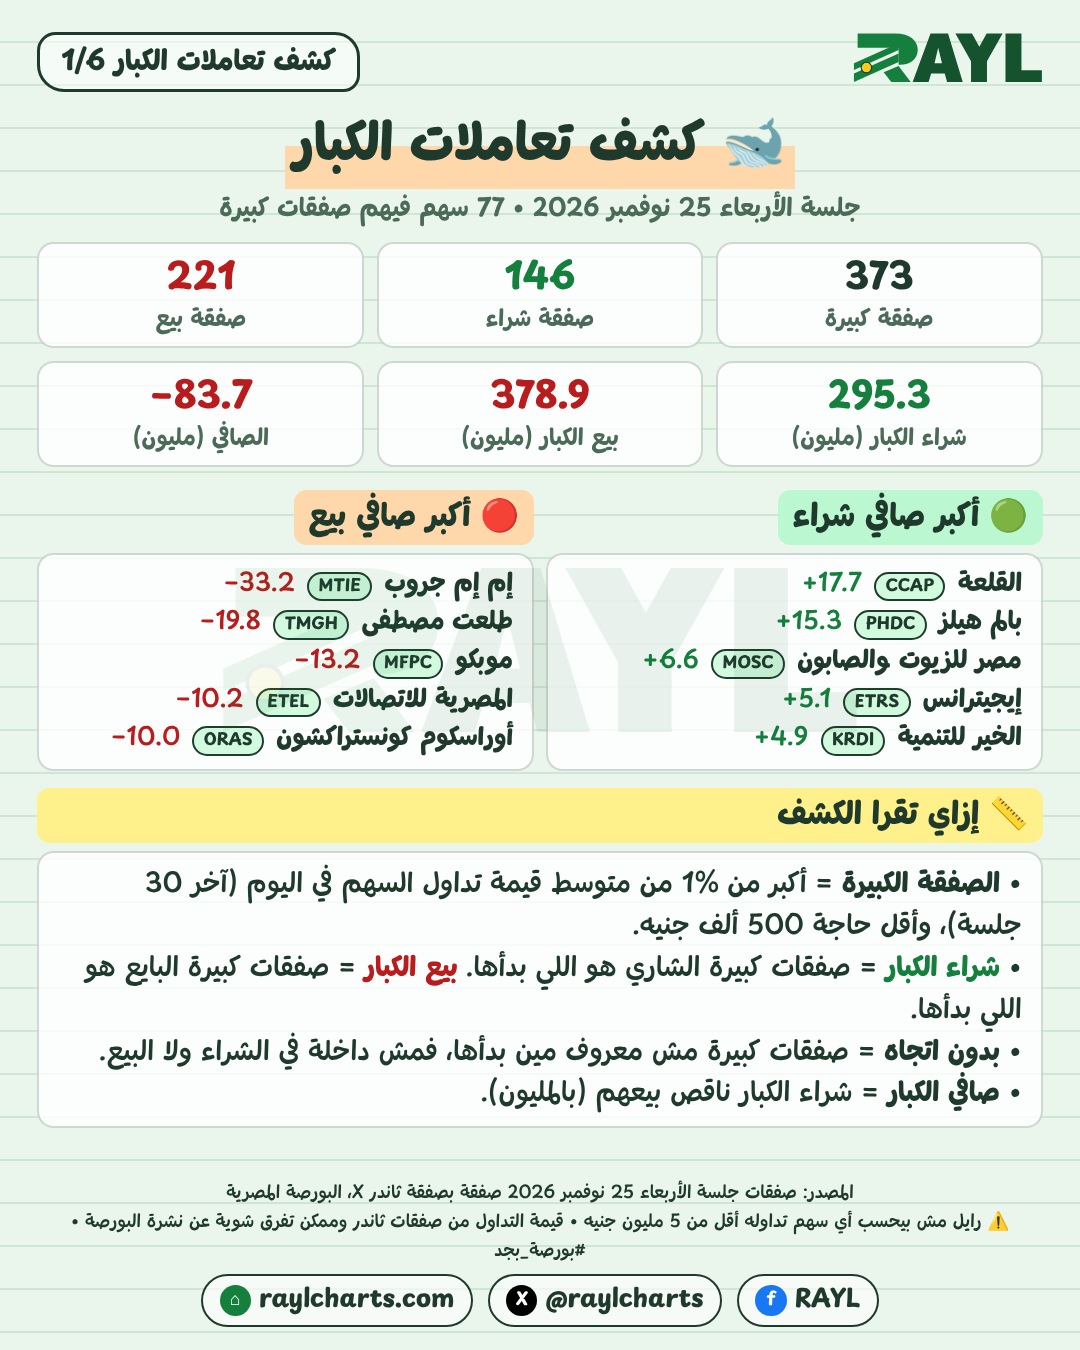 كشف تعاملات الكبار 1/6
RAYL
كشف تعاملات الكبار
جلسة الأربعاء 25 نوفمبر 2026 • 77 سهم فيهم صفقات كبيرة
373
صفقة كبيرة
146
صفقة شراء
221
صفقة بيع
295.3
شراء الكبار (مليون)
378.9
بيع الكبار (مليون)
−83.7
الصافي (مليون)
أكبر صافي شراء
القلعة CCAP +17.7
بالم هيلز PHDC +15.3
مصر للزيوت والصابون MOSC +6.6
إيجيترانس ETRS +5.1
الخير للتنمية KRDI +4.9
أكبر صافي بيع
إم إم جروب MTIE −33.2
طلعت مصطفى TMGH −19.8
موبكو MFPC −13.2
المصرية للاتصالات ETEL −10.2
أوراسكوم كونستراكشون ORAS −10.0
إزاي تقرا الكشف
• الصفقة الكبيرة = أكبر من 1% من متوسط قيمة تداول السهم في اليوم (آخر 30
جلسة)، وأقل حاجة 500 ألف جنيه.
• شراء الكبار = صفقات كبيرة الشاري هو اللي بدأها. بيع الكبار = صفقات كبيرة البايع هو
اللي بدأها.
• بدون اتجاه = صفقات كبيرة مش معروف مين بدأها، فمش داخلة في الشراء ولا البيع.
• صافي الكبار = شراء الكبار ناقص بيعهم (بالمليون).
المصدر: صفقات جلسة الأربعاء 25 نوفمبر 2026 صفقة بصفقة ثاندر X، البورصة المصرية
⚠️ رايل مش بيحسب أي سهم تداوله أقل من 5 مليون جنيه • قيمة التداول من صفقات ثاندر وممكن تفرق شوية عن نشرة البورصة •
#بورصة_بجد
RAYL
@raylcharts
raylcharts.com